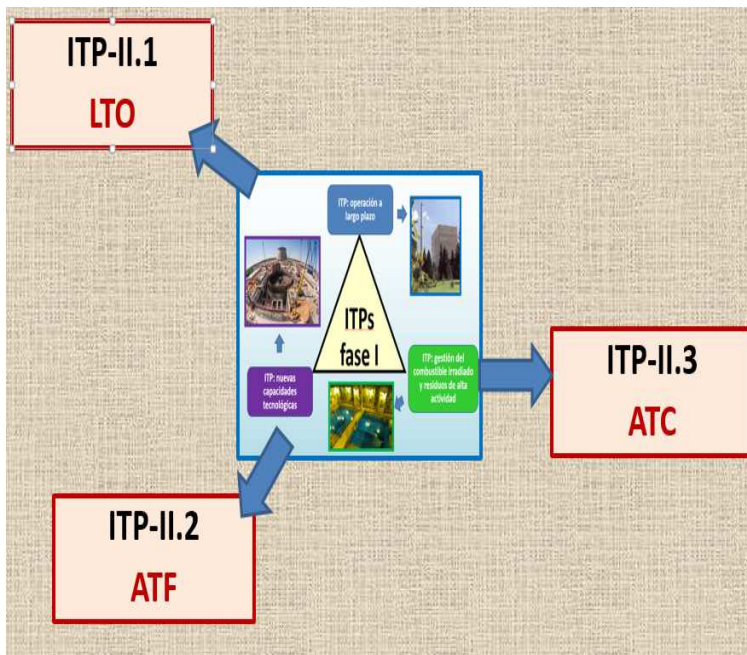 ITP-II.1
LTO
ITP: operación a
largo plazo
ITPs
fase I
ITP: nuevas
capacidades
tecnológicas
ITP: gestión del
combustible irradiado
y residuos de alta
actividad
ITP-II.3
ATC
ITP-II.2
ATF